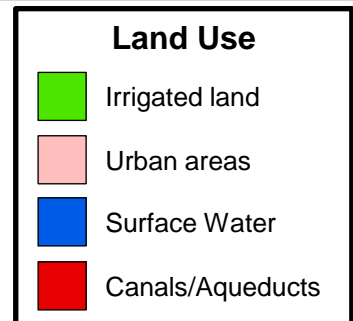 Land Use
Irrigated land
Urban areas
Surface Water
Canals/Aqueducts